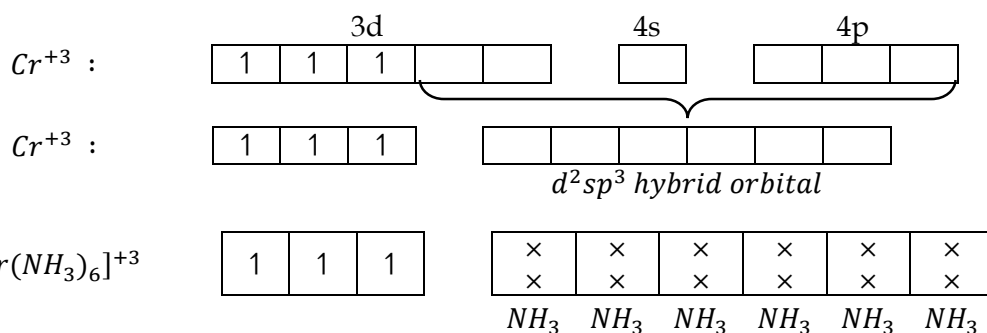 3d 4s 4p
Cr⁺³ : 1 1 1
Cr⁺³ : 1 1 1
d²sp³ hybrid orbital
r(NH₃)₆]⁺³ 1 1 1 × × × × × ×
× × × × × ×
NH₃ NH₃ NH₃ NH₃ NH₃ NH₃